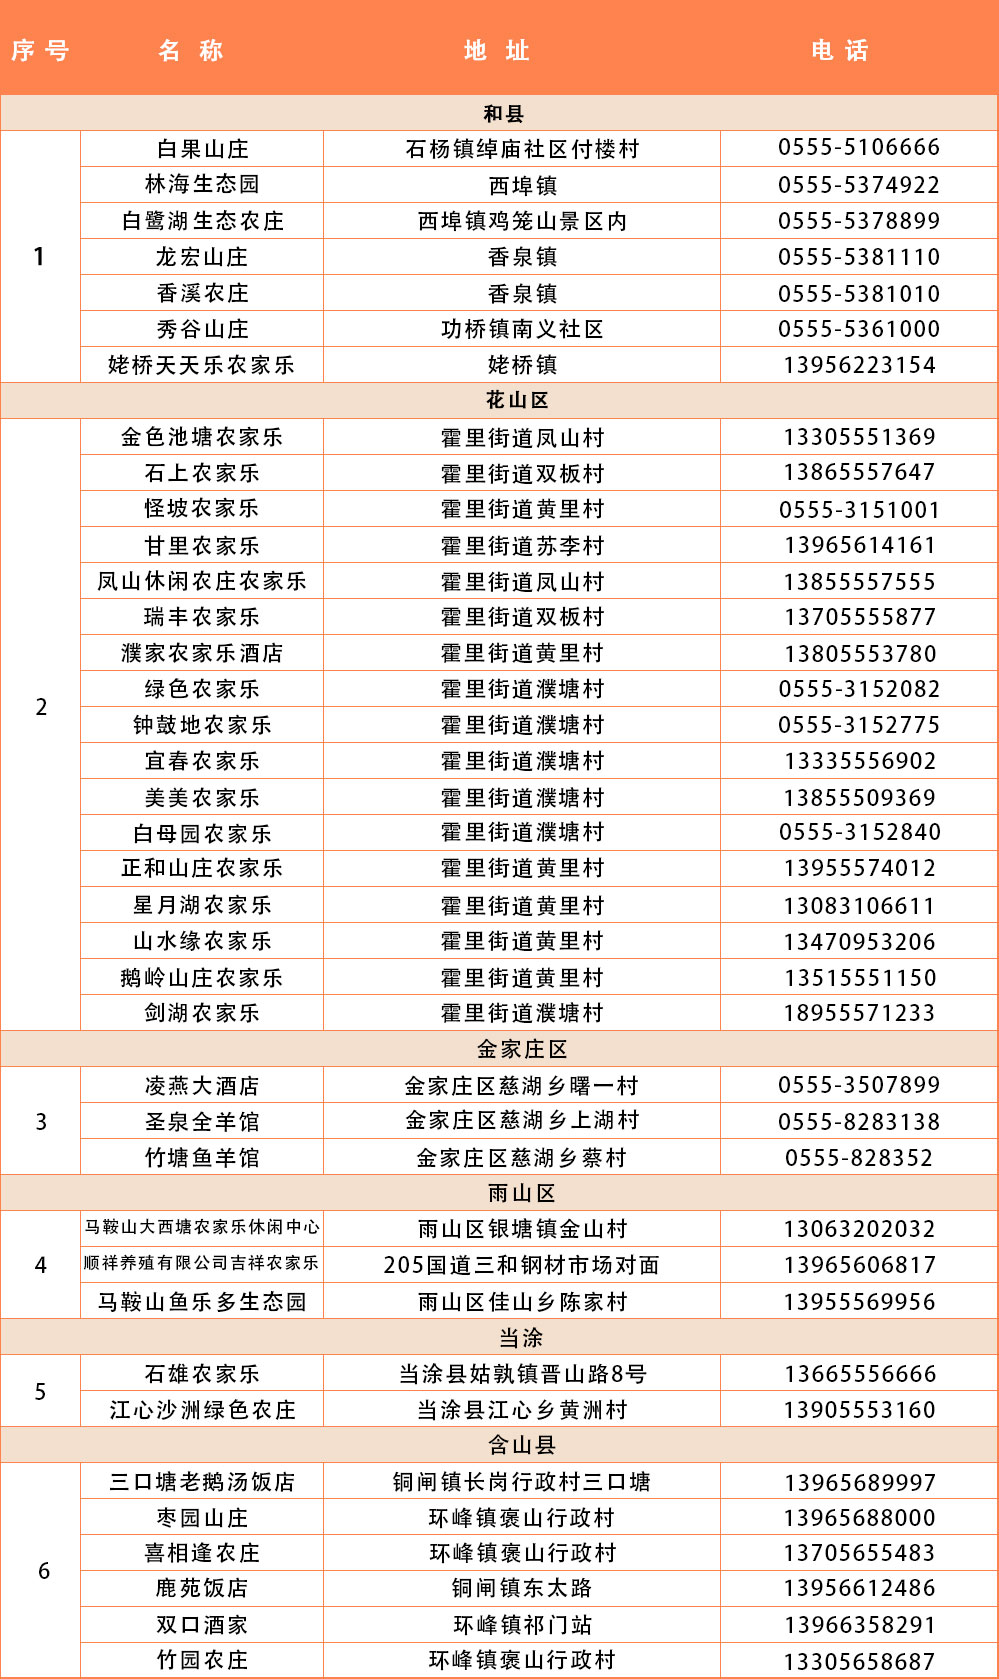 序号 名称 地址 电话
和县
1
白果山庄 石杨镇绰庙社区付楼村 0555-5106666
林海生态园 西埠镇 0555-5374922
白鹭湖生态农庄 西埠镇鸡笼山景区内 0555-5378899
龙宏山庄 香泉镇 0555-5381110
香溪农庄 香泉镇 0555-5381010
秀谷山庄 功桥镇南义社区 0555-5361000
姥桥天天乐农家乐 姥桥镇 13956223154
花山区
2
金色池塘农家乐 霍里街道凤山村 13305551369
石上农家乐 霍里街道双板村 13865557647
怪坡农家乐 霍里街道黄里村 0555-3151001
甘里农家乐 霍里街道苏李村 13965614161
凤山休闲农庄农家乐 霍里街道凤山村 13855557555
瑞丰农家乐 霍里街道双板村 13705555877
濮家农家乐酒店 霍里街道黄里村 13805553780
绿色农家乐 霍里街道濮塘村 0555-3152082
钟鼓地农家乐 霍里街道濮塘村 0555-3152775
宜春农家乐 霍里街道濮塘村 13335556902
美美农家乐 霍里街道濮塘村 13855509369
白母园农家乐 霍里街道濮塘村 0555-3152840
正和山庄农家乐 霍里街道黄里村 13955574012
星月湖农家乐 霍里街道黄里村 13083106611
山水缘农家乐 霍里街道黄里村 13470953206
鹅岭山庄农家乐 霍里街道黄里村 13515551150
剑湖农家乐 霍里街道濮塘村 18955571233
金家庄区
3
凌燕大酒店 金家庄区慈湖乡曙一村 0555-3507899
圣泉全羊馆 金家庄区慈湖乡上湖村 0555-8283138
竹塘鱼羊馆 金家庄区慈湖乡蔡村 0555-828352
雨山区
4
马鞍山大西塘农家乐休闲中心 雨山区银塘镇金山村 13063202032
顺祥养殖有限公司吉祥农家乐 205国道三和钢材市场对面 13965606817
马鞍山鱼乐多生态园 雨山区佳山乡陈家村 13955569956
当涂
5
石雄农家乐 当涂县姑孰镇晋山路8号 13665556666
江心沙洲绿色农庄 当涂县江心乡黄洲村 13905553160
含山县
6
三口塘老鹅汤饭店 铜闸镇长岗行政村三口塘 13965689997
枣园山庄 环峰镇褒山行政村 13965688000
喜相逢农庄 环峰镇褒山行政村 13705655483
鹿苑饭店 铜闸镇东太路 13956612486
双口酒家 环峰镇祁门站 13966358291
竹园农庄 环峰镇褒山行政村 13305658687